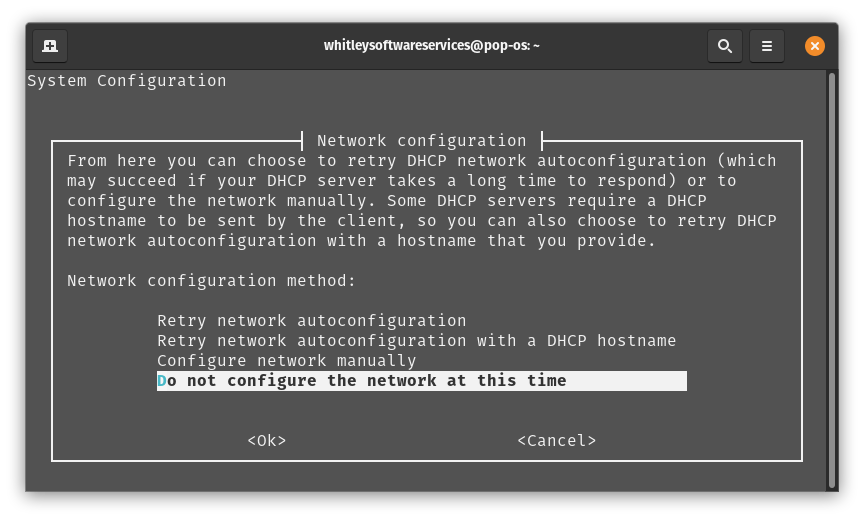 whitleysoftwareservices@pop-os: ~
System Configuration
Network configuration
From here you can choose to retry DHCP network autoconfiguration (which
may succeed if your DHCP server takes a long time to respond) or to
configure the network manually. Some DHCP servers require a DHCP
hostname to be sent by the client, so you can also choose to retry DHCP
network autoconfiguration with a hostname that you provide.
Network configuration method:
Retry network autoconfiguration
Retry network autoconfiguration with a DHCP hostname
Configure network manually
Do not configure the network at this time
<Ok> <Cancel>